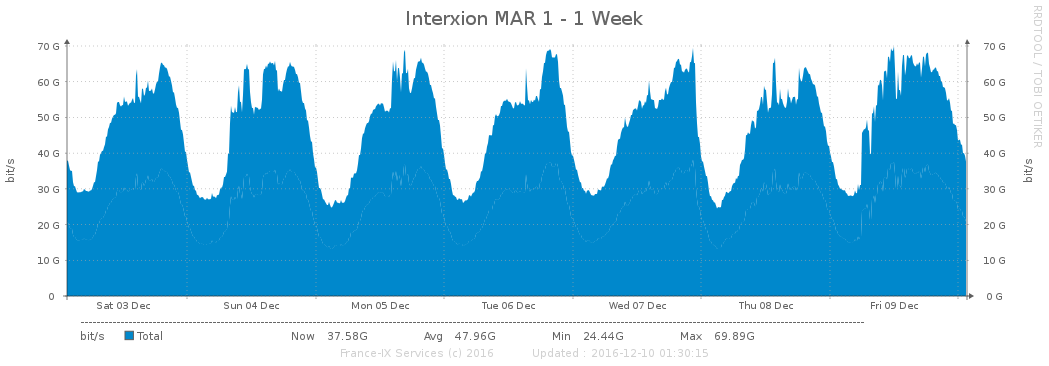 Interxion MAR 1 - 1 Week
RRDTOOL / TOBI OETIKER
70 G 70 G
60 G 60 G
50 G 50 G
40 G 40 G
30 G 30 G
20 G 20 G
10 G 10 G
0 0 G
bit/s
bit/s
Sat 03 Dec Sun 04 Dec Mon 05 Dec Tue 06 Dec Wed 07 Dec Thu 08 Dec Fri 09 Dec
bit/s Total Now 37.58G Avg 47.96G Min 24.44G Max 69.89G
France-IX Services (c) 2016 Updated : 2016-12-10 01:30:15